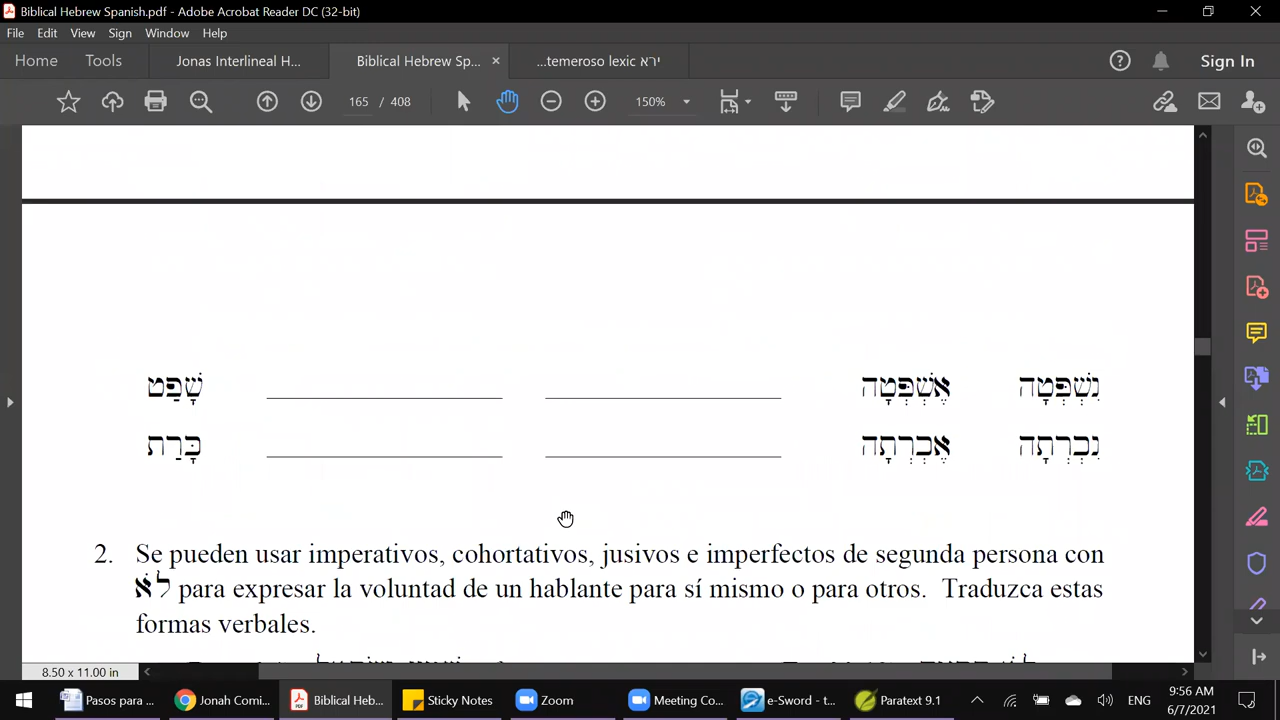 Biblical Hebrew Spanish.pdf - Adobe Acrobat Reader DC (32-bit)
File Edit View Sign Window Help
Home Tools Jonas Interlineal H... Biblical Hebrew Sp... × ...temeroso lexic ירא Sign In
165 / 408 150%
שָׁפַט ________ ________ אֶשְׁפְּטָה נִשְׁפְּטָה
כָּרַת ________ ________ אֶכְרְתָה נִכְרְתָה
2. Se pueden usar imperativos, cohortativos, jusivos e imperfectos de segunda persona con
לֹא para expresar la voluntad de un hablante para sí mismo o para otros. Traduzca estas
formas verbales.
8.50 x 11.00 in
Pasos para ... Jonah Comi... Biblical Heb... Sticky Notes Zoom Meeting Co... e-Sword - t... Paratext 9.1 ENG 9:56 AM
6/7/2021